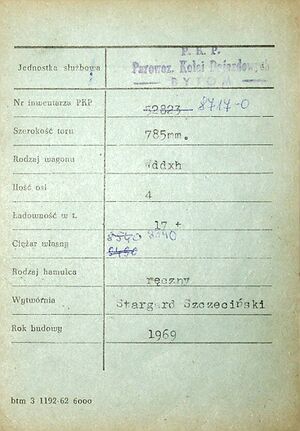 P. K. P.
Jednostka służbowa Parowoz. Kolei Dojazdowych
BYTOM
Nr inwentarza PKP 52823 8717-0
Szerokość toru 785mm.
Rodzaj wagonu Wddxh
Ilość osi 4
Ładowność w t. 17 +
8540 8540
Ciężar własny
Rodzaj hamulca ręczny
Wytwórnia Stargard Szczeciński
Rok budowy 1969
btm 3 1192-62 6000